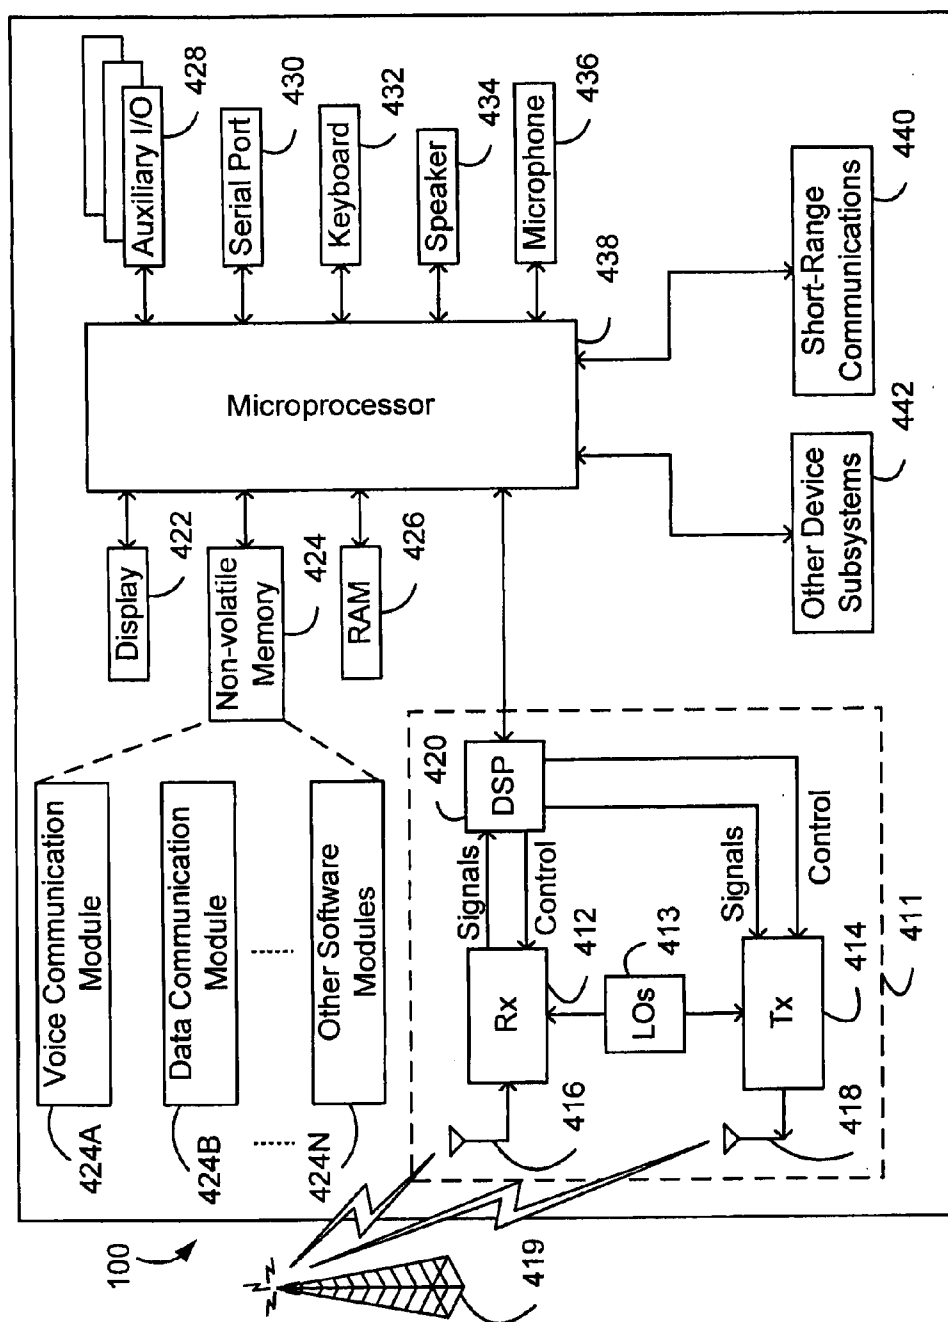 100
419
Voice Communication
Module
424A
Data Communication
Module
424B
Other Software
Modules
424N
Display
422
Non-volatile
Memory
424
RAM
426
Microprocessor
438
Auxiliary I/O
428
Serial Port
430
Keyboard
432
Speaker
434
Microphone
436
Short-Range
Communications
440
Other Device
Subsystems
442
DSP
420
Signals
Control
Rx
412
LOs
413
Signals
Control
Tx
414
411
416
418